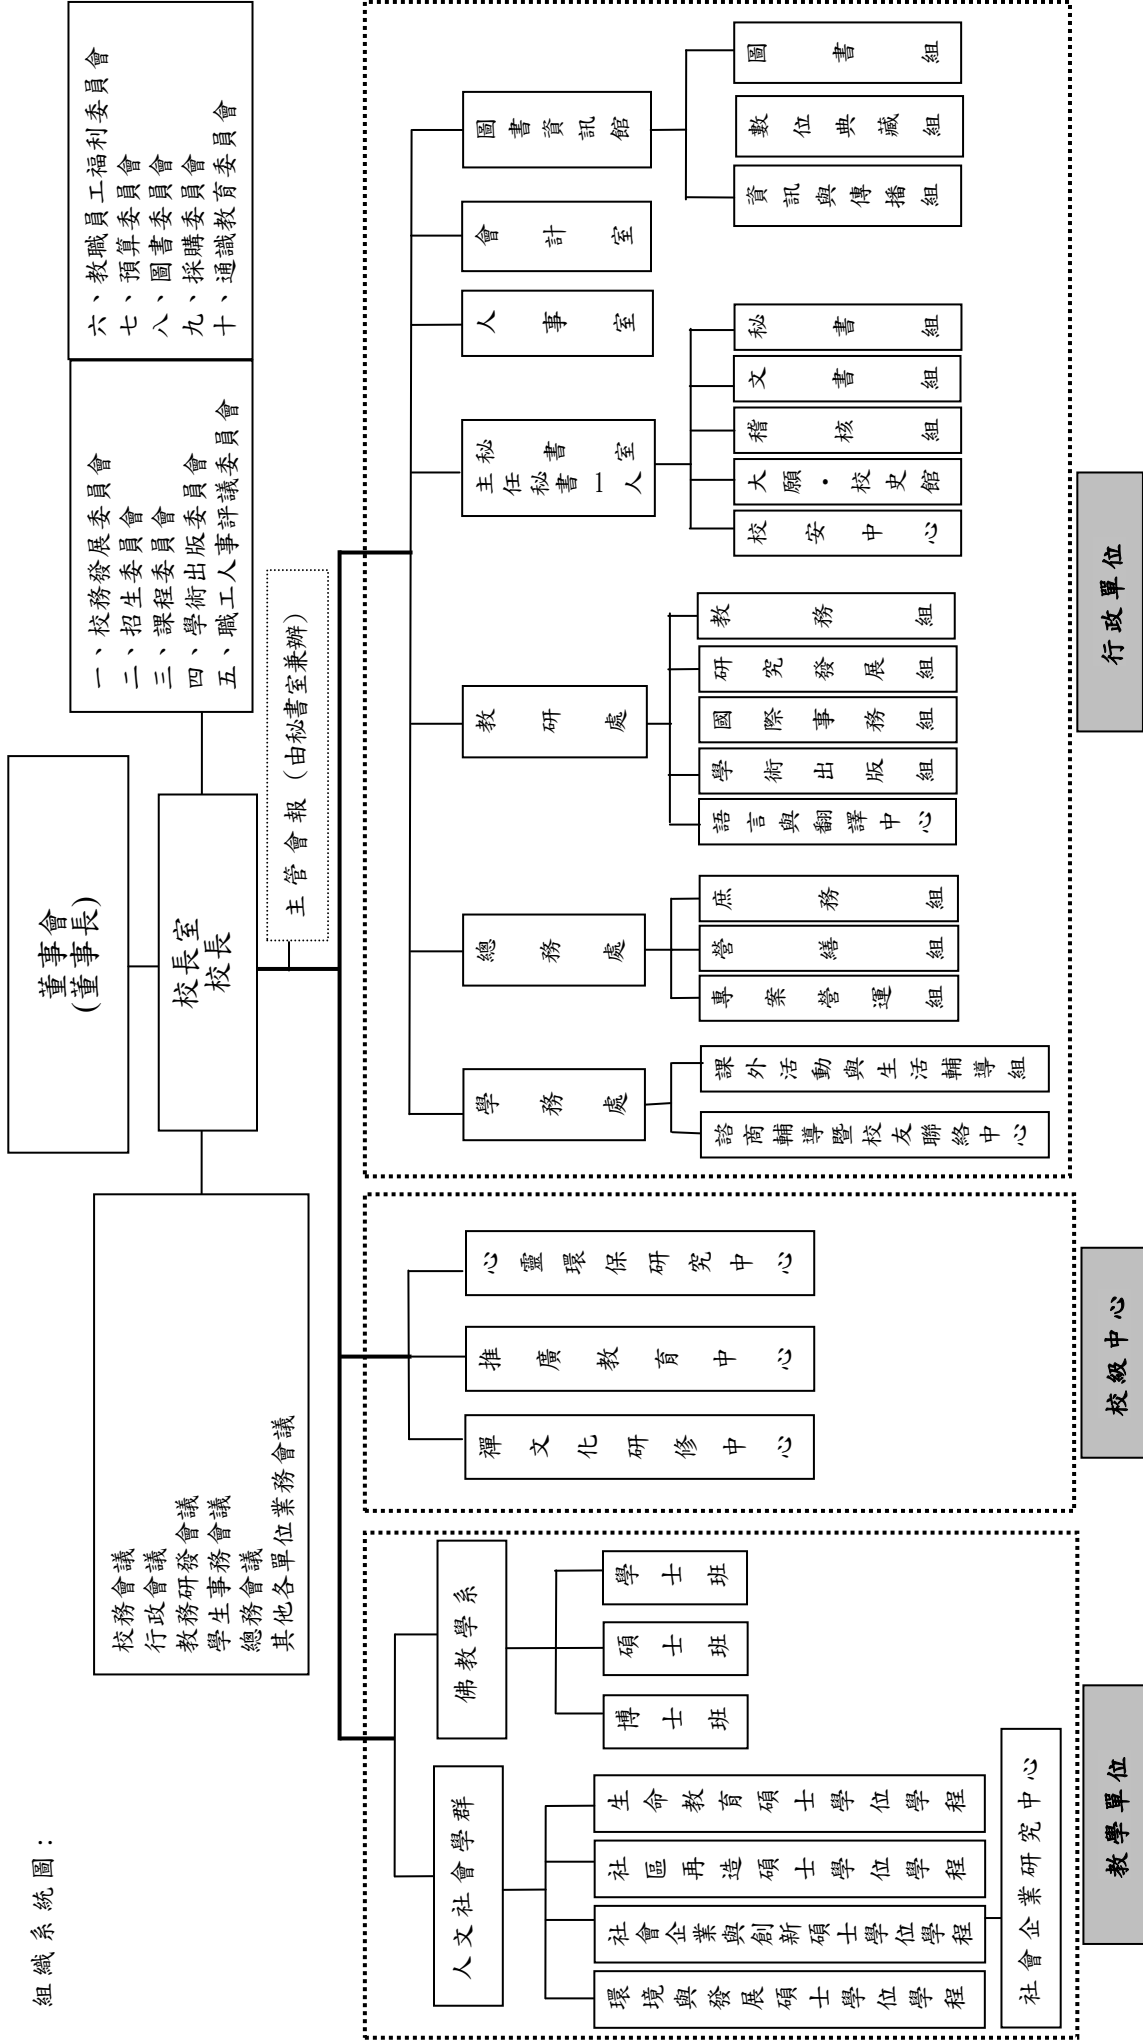 組織系統圖：
董事會
(董事長)
校長室
校長
校務會議
行政會議
教務研發會議
學生事務會議
總務會議
其他各單位業務會議
一、校務發展委員會
二、招生委員會
三、課程委員會
四、學術出版委員會
五、職工人事評議委員會
六、教職員工福利委員會
七、預算委員會
八、圖書委員會
九、採購委員會
十、通識教育委員會
主管會報（由秘書室兼辦）
人文社會學群
環境與發展碩士學位學程
社會企業與創新碩士學位學程
社區再造碩士學位學程
生命教育碩士學位學程
社會企業研究中心
佛教學系
博士班
碩士班
學士班
教學單位
禪文化研修中心
推廣教育中心
心靈環保研究中心
校級中心
學務處
諮商輔導暨校友聯絡中心
課外活動與生活輔導組
總務處
專案營運組
營繕組
庶務組
教研處
語言與翻譯中心
學術出版組
國際事務組
研究發展組
教務組
秘書室
主任秘書1人
校安中心
大願・校史館
稽核組
文書組
秘書組
人事室
會計室
圖書資訊館
資訊與傳播組
數位典藏組
圖書組
行政單位